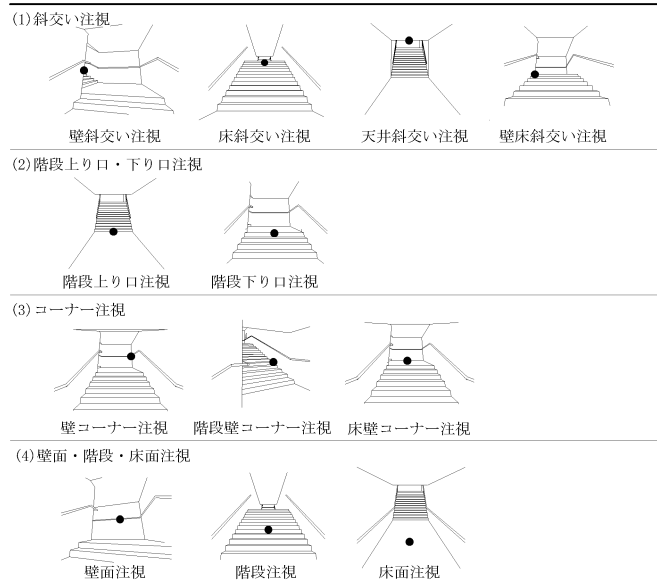 (1)斜交い注視
壁斜交い注視 床斜交い注視 天井斜交い注視 壁床斜交い注視
(2)階段上り口・下り口注視
階段上り口注視 階段下り口注視
(3)コーナー注視
壁コーナー注視 階段壁コーナー注視 床壁コーナー注視
(4)壁面・階段・床面注視
壁面注視 階段注視 床面注視